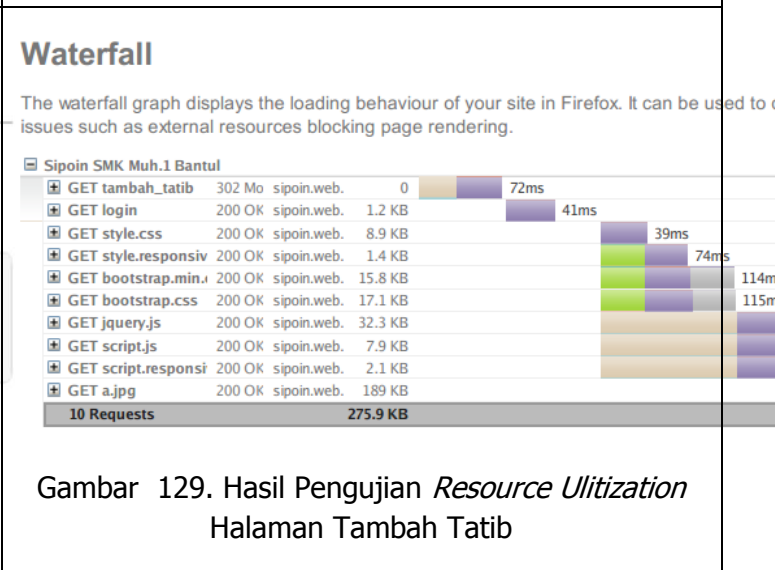 Waterfall
The waterfall graph displays the loading behaviour of your site in Firefox. It can be used to
issues such as external resources blocking page rendering.
Sipoin SMK Muh.1 Bantul
GET tambah_tatib 302 Mo sipoin.web. 0 72ms
GET login 200 OK sipoin.web. 1.2 KB 41ms
GET style.css 200 OK sipoin.web. 8.9 KB 39ms
GET style.responsiv 200 OK sipoin.web. 1.4 KB 74ms
GET bootstrap.min. 200 OK sipoin.web. 15.8 KB 114m
GET bootstrap.css 200 OK sipoin.web. 17.1 KB 115m
GET jquery.js 200 OK sipoin.web. 32.3 KB
GET script.js 200 OK sipoin.web. 7.9 KB
GET script.responsi 200 OK sipoin.web. 2.1 KB
GET a.jpg 200 OK sipoin.web. 189 KB
10 Requests 275.9 KB
Gambar 129. Hasil Pengujian Resource Ulitization
Halaman Tambah Tatib